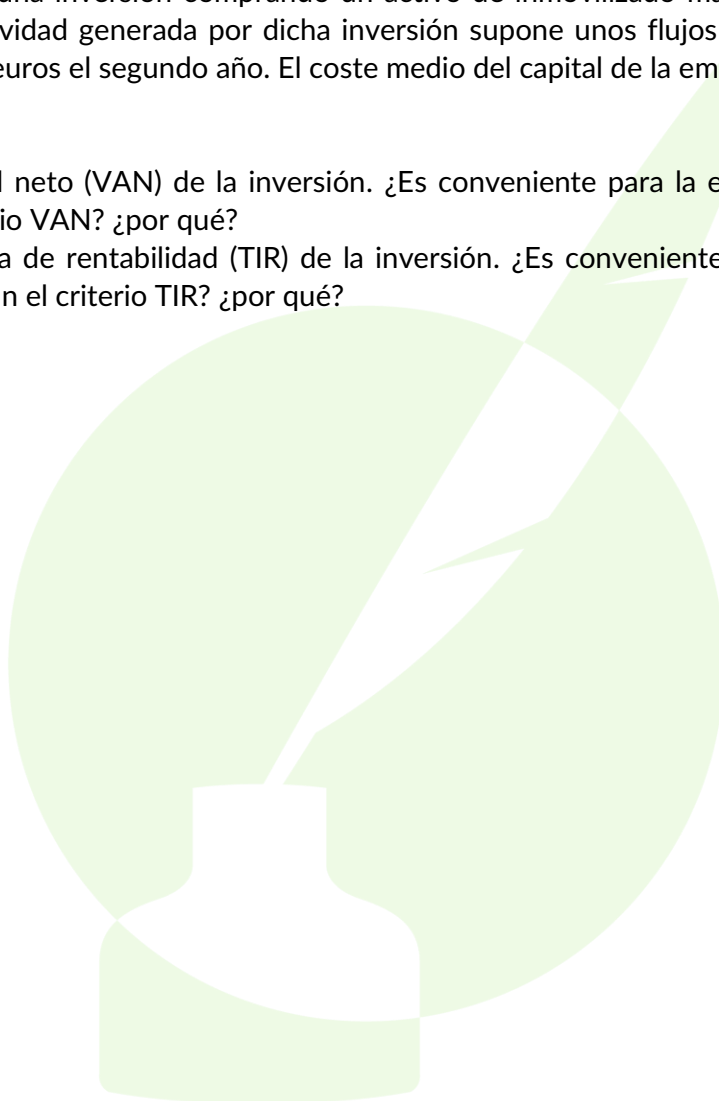 una inversión comprando un activo de inmovilizado
vidad generada por dicha inversión supone unos flujos
euros el segundo año. El coste medio del capital de la em
l neto (VAN) de la inversión. ¿Es conveniente para la e
io VAN? ¿por qué?
a de rentabilidad (TIR) de la inversión. ¿Es conveniente
n el criterio TIR? ¿por qué?